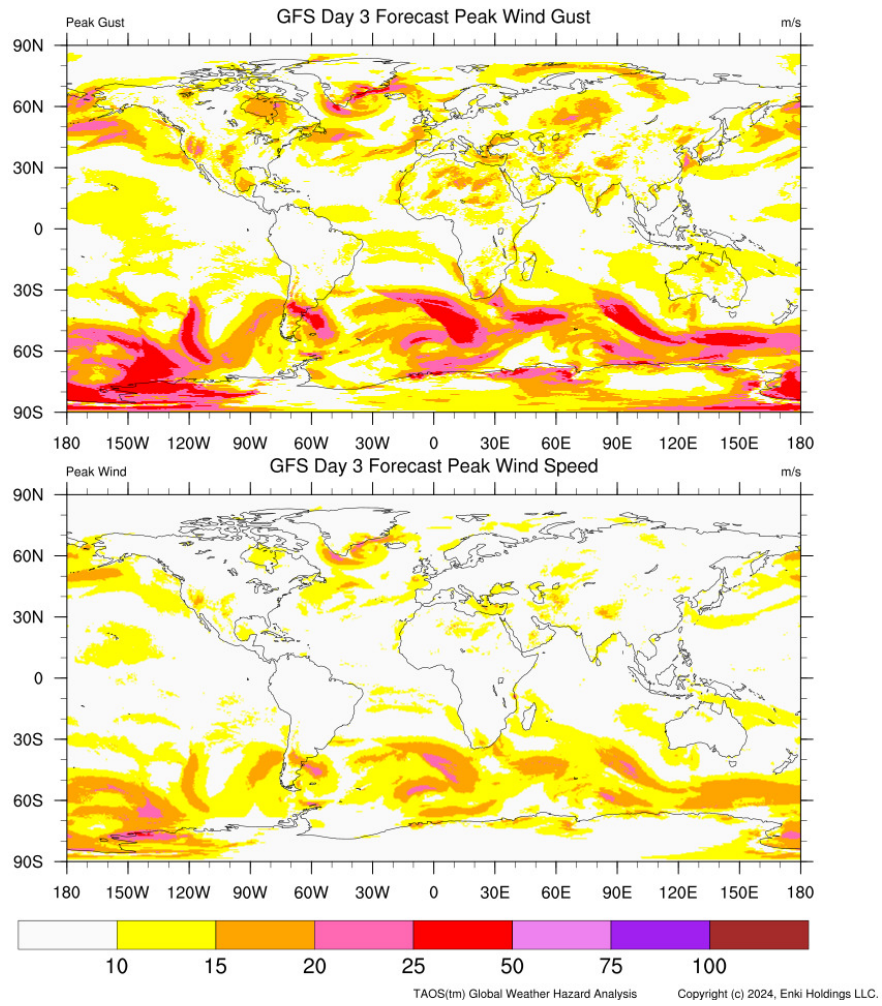 GFS Day 3 Forecast Peak Wind Gust
Peak Gust
m/s
90N
60N
30N
0
30S
60S
90S
180 150W 120W 90W 60W 30W 0 30E 60E 90E 120E 150E 180
GFS Day 3 Forecast Peak Wind Speed
Peak Wind
m/s
90N
60N
30N
0
30S
60S
90S
180 150W 120W 90W 60W 30W 0 30E 60E 90E 120E 150E 180
10 15 20 25 50 75 100
TAOS(tm) Global Weather Hazard Analysis Copyright (c) 2024, Enki Holdings LLC.